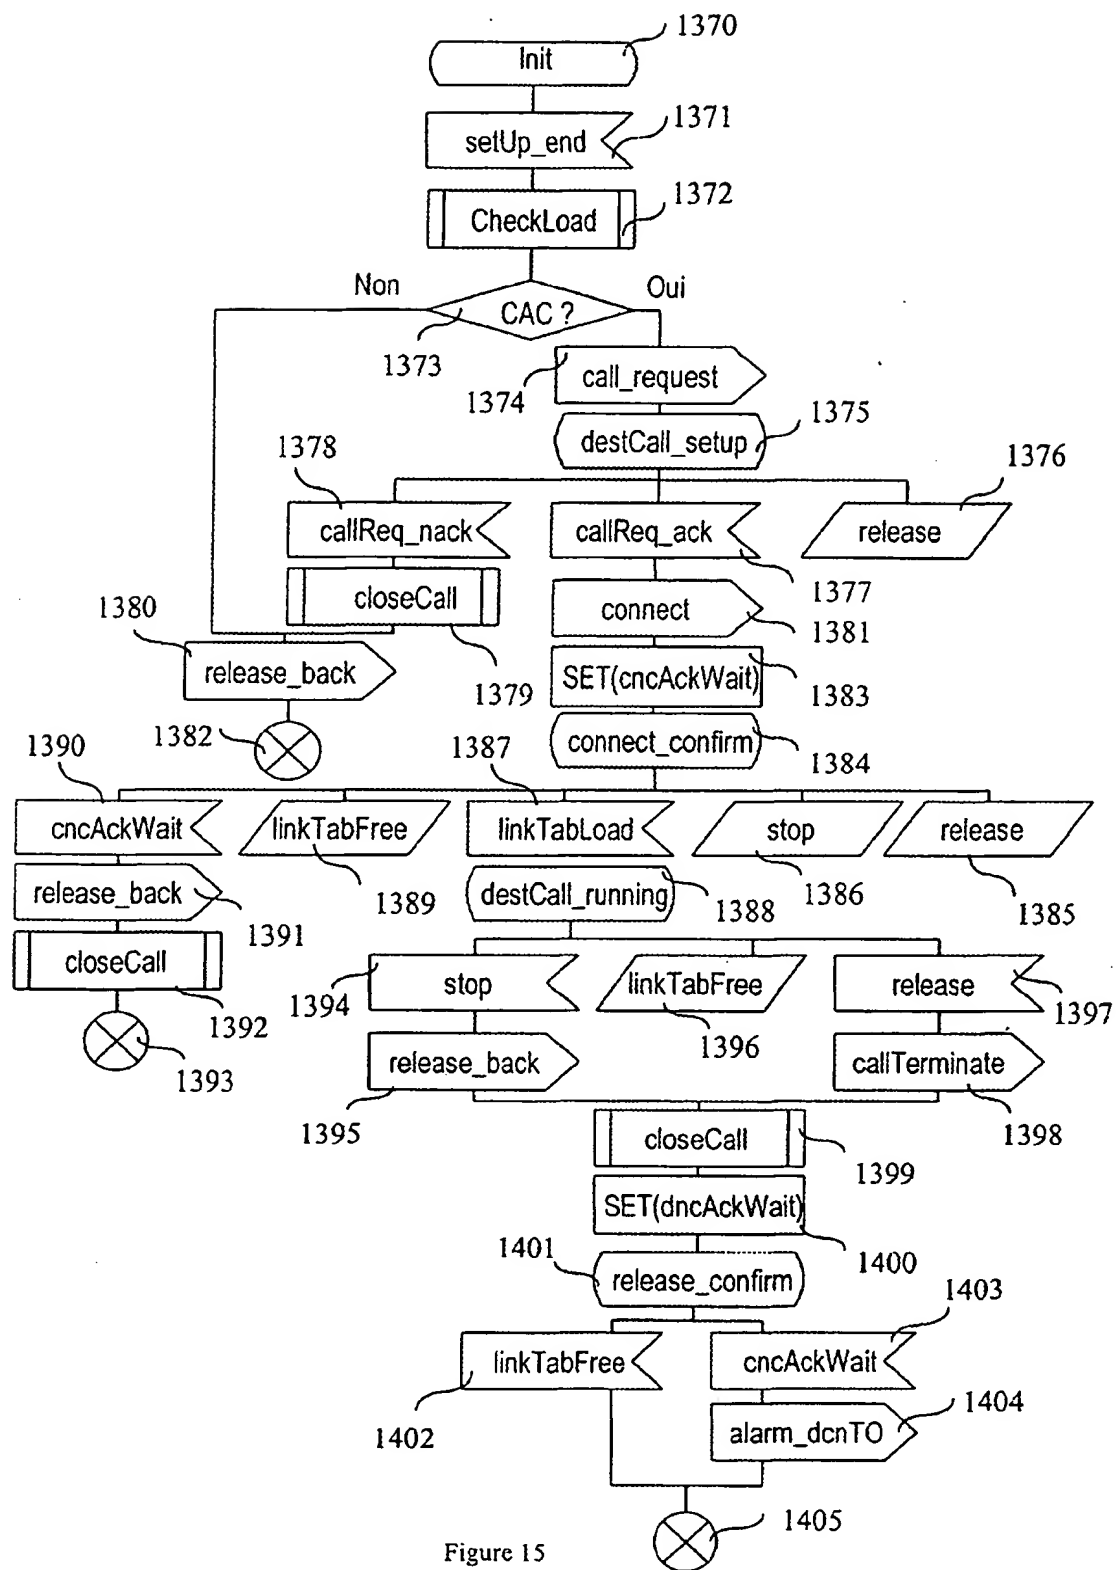 1370
Init
1371
setUp_end
1372
CheckLoad
Non
Oui
CAC ?
1373
call_request
1374
1375
destCall_setup
1378
1376
callReq_nack
callReq_ack
release
1377
closeCall
connect
1380
1381
release_back
1379
SET(cncAckWait)
1383
1382
connect_confirm
1384
1390
1387
cncAckWait
linkTabFree
linkTabLoad
stop
release
release_back
1389
destCall_running
1388
1386
1385
1391
closeCall
1394
stop
linkTabFree
release
1392
1397
1396
1393
release_back
callTerminate
1395
1398
closeCall
1399
SET(dncAckWait)
1401
1400
release_confirm
1403
linkTabFree
cncAckWait
1402
1404
alarm_dcnTO
1405
Figure 15